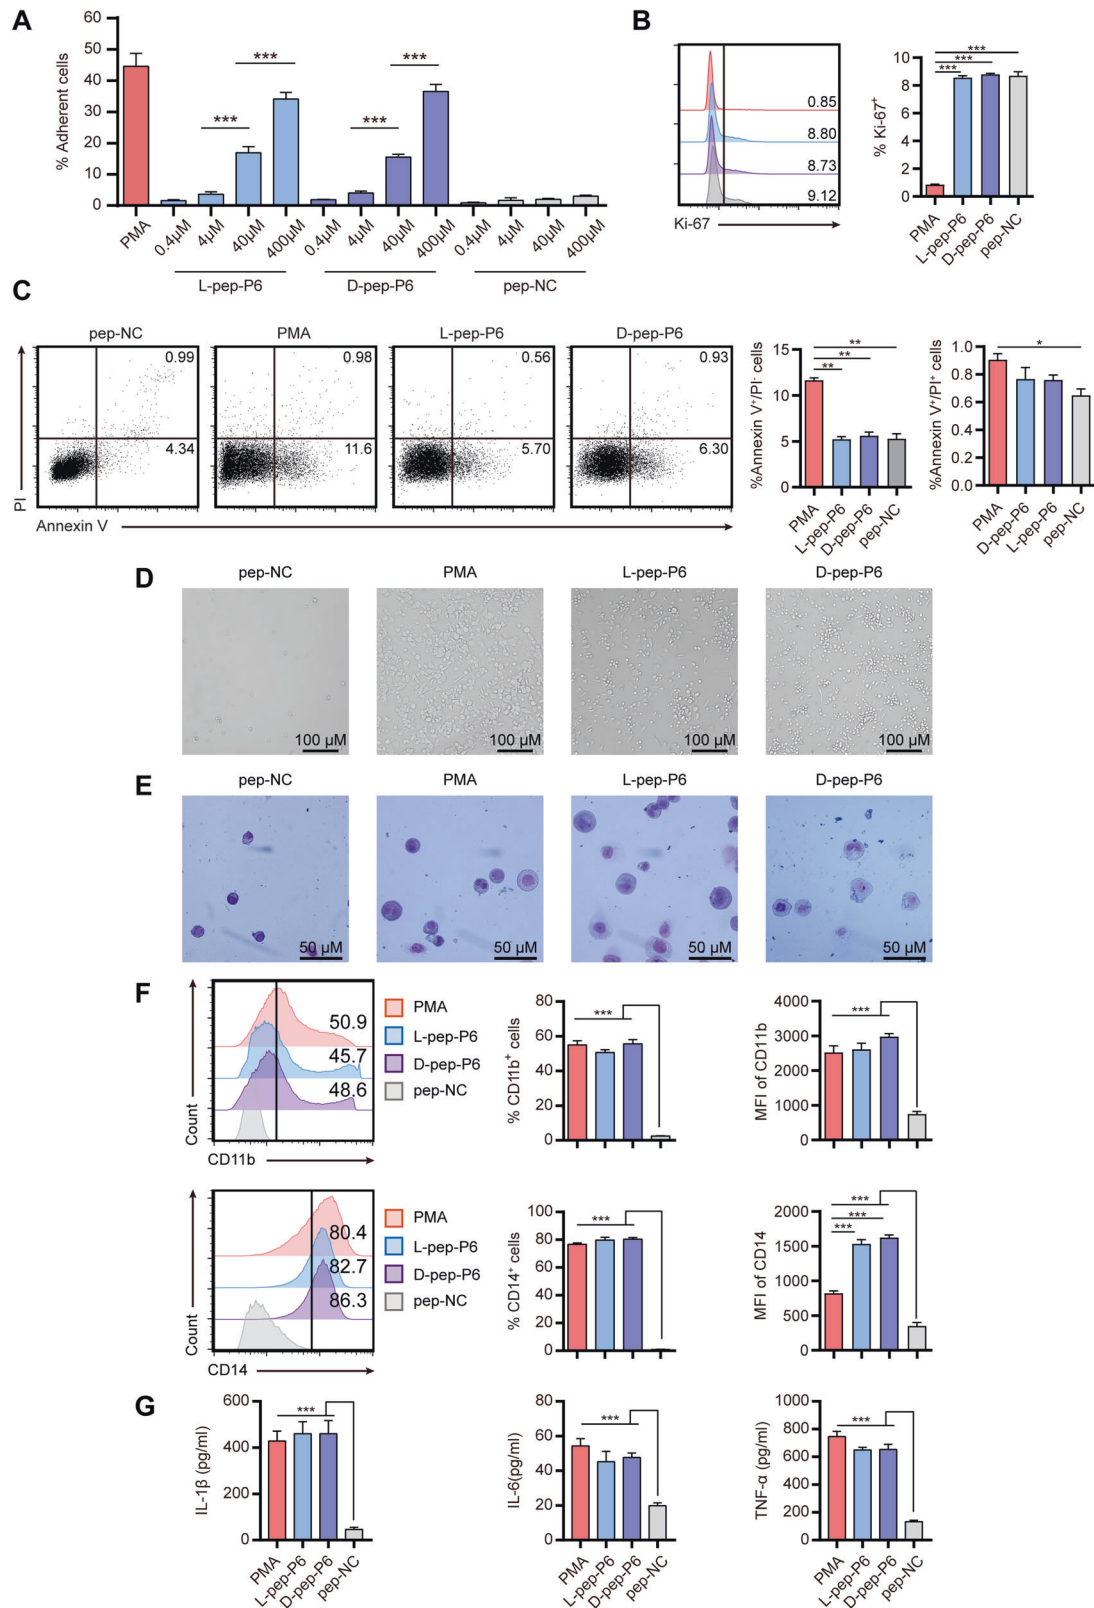 A
60
50
40
30
20
10
0
% Adherent cells
***
***
***
***
PMA
0.4µM
4µM
40µM
400µM
0.4µM
4µM
40µM
400µM
0.4µM
4µM
40µM
400µM
L-pep-P6
D-pep-P6
pep-NC
B
0.85
8.80
8.73
9.12
Ki-67
10
8
6
4
2
0
% Ki-67+
***
***
***
PMA
L-pep-P6
D-pep-P6
pep-NC
C
pep-NC
PMA
L-pep-P6
D-pep-P6
0.99
4.34
0.98
11.6
0.56
5.70
0.93
6.30
PI
Annexin V
15
10
5
0
%Annexin V+/PI- cells
**
**
**
PMA
L-pep-P6
D-pep-P6
pep-NC
1.0
0.8
0.6
0.4
0.2
0.0
%Annexin V+/PI+ cells
*
PMA
D-pep-P6
L-pep-P6
pep-NC
D
pep-NC
PMA
L-pep-P6
D-pep-P6
100 µM
100 µM
100 µM
100 µM
E
pep-NC
PMA
L-pep-P6
D-pep-P6
50 µM
50 µM
50 µM
50 µM
F
Count
50.9
45.7
48.6
CD11b
PMA
L-pep-P6
D-pep-P6
pep-NC
80
60
40
20
0
% CD11b+ cells
***
4000
3000
2000
1000
0
MFI of CD11b
***
Count
80.4
82.7
86.3
CD14
PMA
L-pep-P6
D-pep-P6
pep-NC
100
80
60
40
20
0
% CD14+ cells
***
2000
1500
1000
500
0
MFI of CD14
***
***
***
G
600
400
200
0
IL-1β (pg/ml)
***
PMA
L-pep-P6
D-pep-P6
pep-NC
80
60
40
20
0
IL-6(pg/ml)
***
PMA
L-pep-P6
D-pep-P6
pep-NC
1000
800
600
400
200
0
TNF-α (pg/ml)
***
PMA
L-pep-P6
D-pep-P6
pep-NC